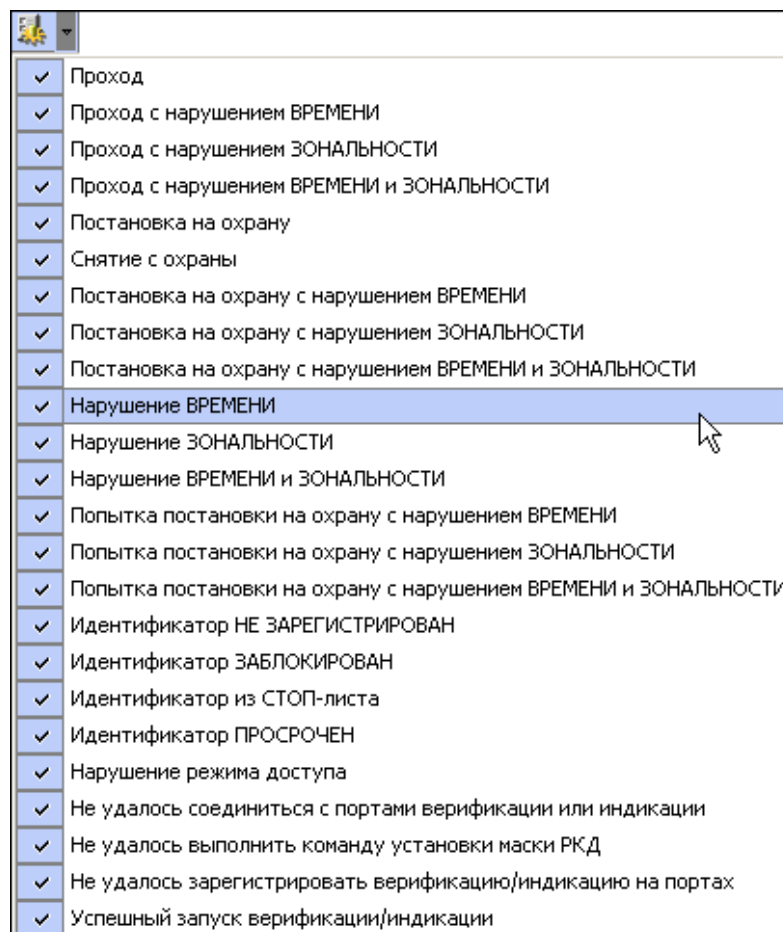 Проход
Проход с нарушением ВРЕМЕНИ
Проход с нарушением ЗОНАЛЬНОСТИ
Проход с нарушением ВРЕМЕНИ и ЗОНАЛЬНОСТИ
Постановка на охрану
Снятие с охраны
Постановка на охрану с нарушением ВРЕМЕНИ
Постановка на охрану с нарушением ЗОНАЛЬНОСТИ
Постановка на охрану с нарушением ВРЕМЕНИ и ЗОНАЛЬНОСТИ
Нарушение ВРЕМЕНИ
Нарушение ЗОНАЛЬНОСТИ
Нарушение ВРЕМЕНИ и ЗОНАЛЬНОСТИ
Попытка постановки на охрану с нарушением ВРЕМЕНИ
Попытка постановки на охрану с нарушением ЗОНАЛЬНОСТИ
Попытка постановки на охрану с нарушением ВРЕМЕНИ и ЗОНАЛЬНОСТИ
Идентификатор НЕ ЗАРЕГИСТРИРОВАН
Идентификатор ЗАБЛОКИРОВАН
Идентификатор из СТОП-листа
Идентификатор ПРОСРОЧЕН
Нарушение режима доступа
Не удалось соединиться с портами верификации или индикации
Не удалось выполнить команду установки маски РКД
Не удалось зарегистрировать верификацию/индикацию на портах
Успешный запуск верификации/индикации